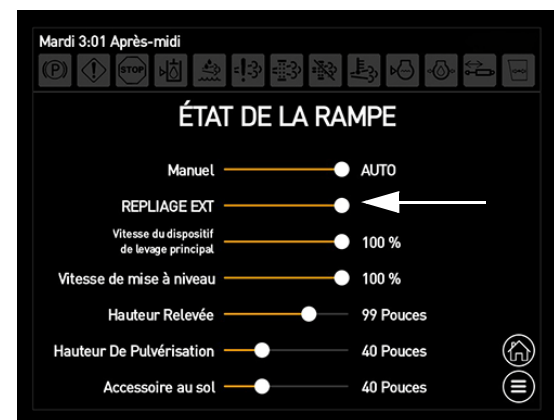 Mardi 3:01 Après-midi
(P) STOP
ÉTAT DE LA RAMPE
Manuel AUTO
REPLIAGE EXT
Vitesse du dispositif
de levage principal 100 %
Vitesse de mise à niveau 100 %
Hauteur Relevée 99 Pouces
Hauteur De Pulvérisation 40 Pouces
Accessoire au sol 40 Pouces